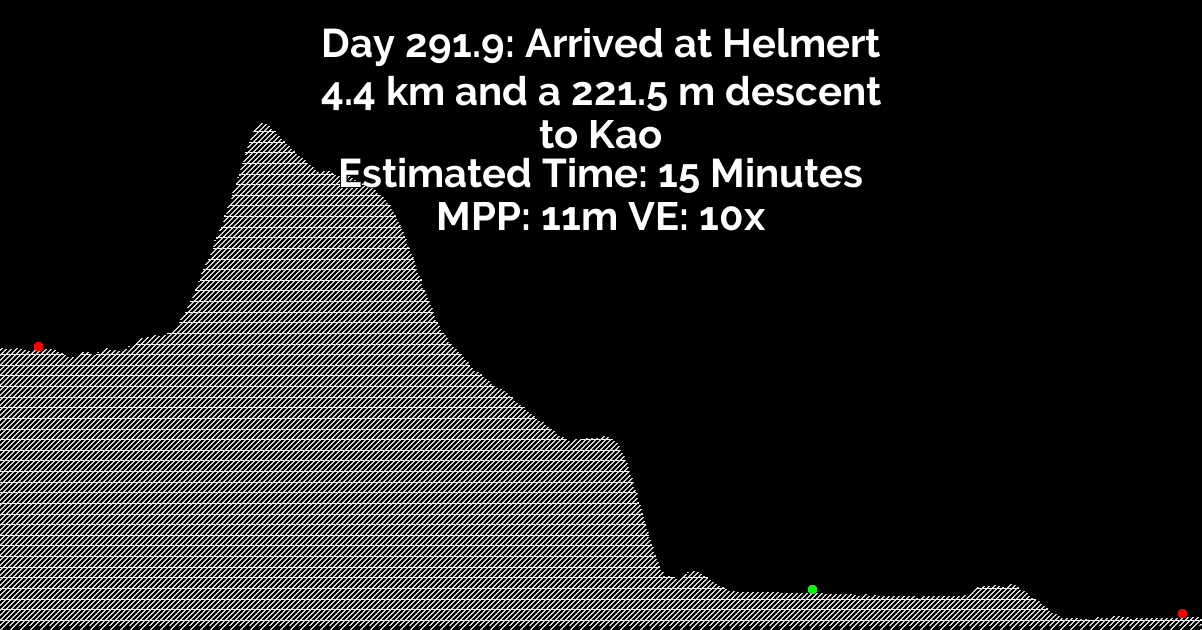 Day 291.9: Arrived at Helmert
4.4 km and a 221.5 m descent
to Kao
Estimated Time: 15 Minutes
MPP: 11m VE: 10x